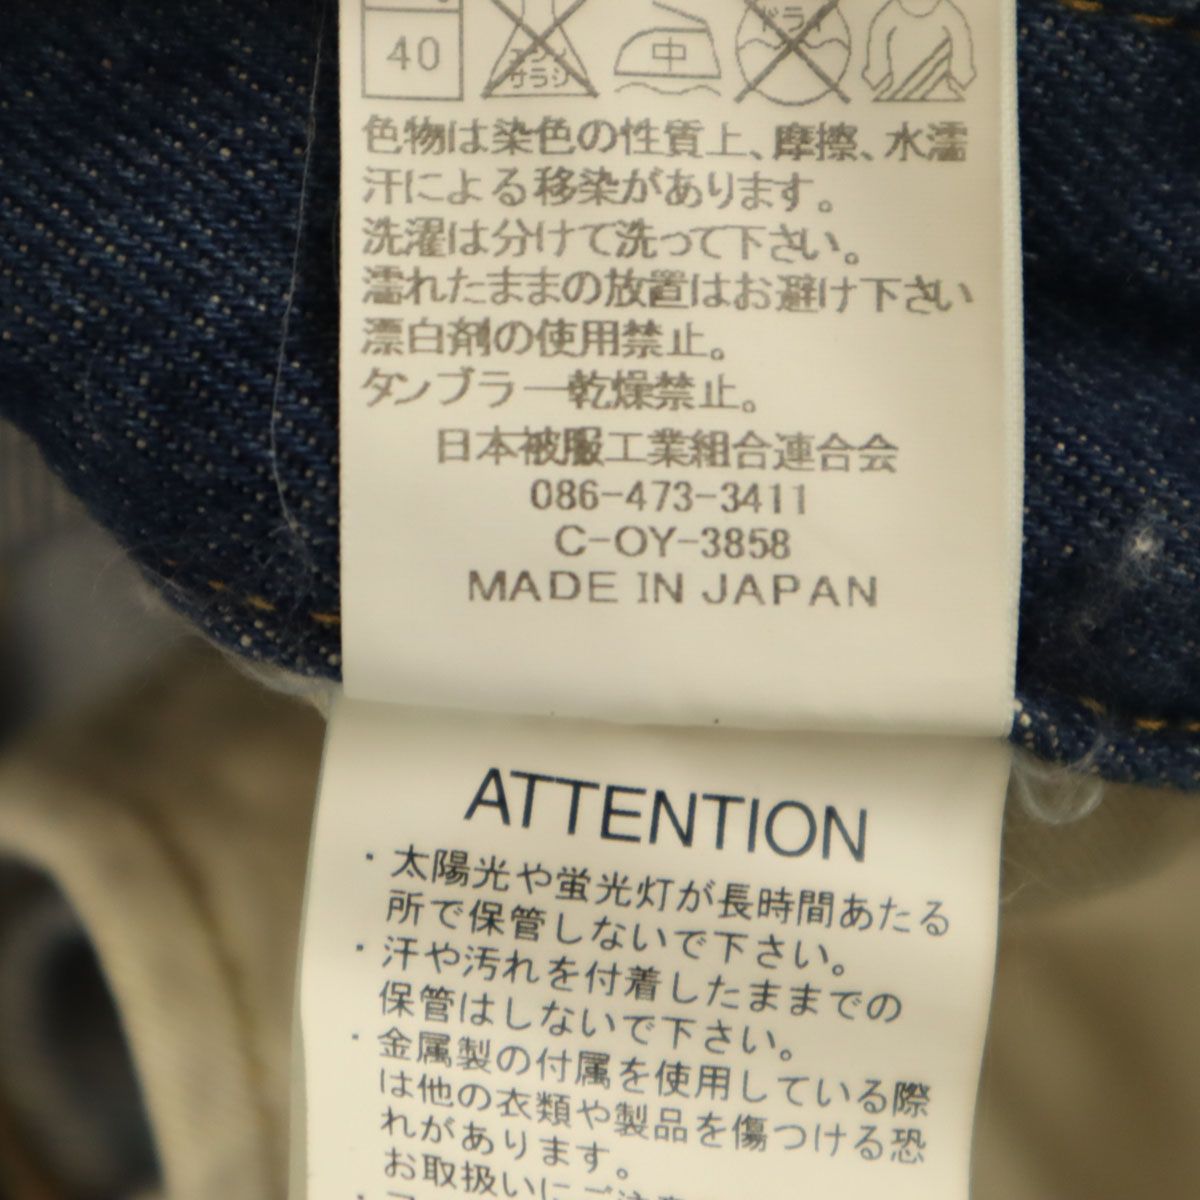 40
エンソ
サラシ
中
ドライ
色物は染色の性質上、摩擦、水濡
汗による移染があります。
洗濯は分けて洗って下さい。
濡れたままの放置はお避け下さい
漂白剤の使用禁止。
タンブラー乾燥禁止。
日本被服工業組合連合会
086-473-3411
C-OY-3858
MADE IN JAPAN
ATTENTION
・太陽光や蛍光灯が長時間あたる
所で保管しないで下さい。
・汗や汚れを付着したままでの
保管はしないで下さい。
・金属製の付属を使用している際
は他の衣類や製品を傷つける恐
れがあります。
お取扱いにご注意